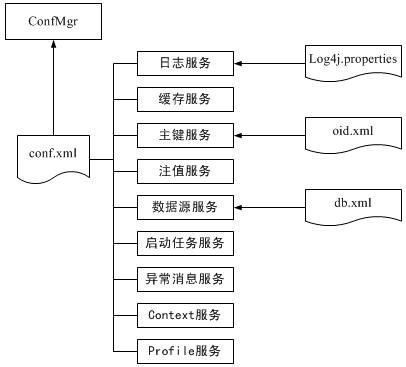 ConfMgr
日志服务
Log4j.properties
缓存服务
主键服务
oid.xml
conf.xml
注值服务
数据源服务
db.xml
启动任务服务
异常消息服务
Context服务
Profile服务